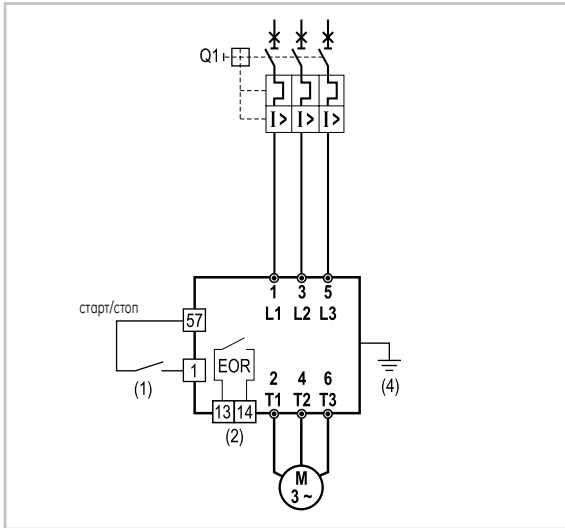 Q1
I> I> I>
1 3 5
L1 L2 L3
старт/стоп
57
1
(1)
EOR
13 14
(2)
2 4 6
T1 T2 T3
(4)
M
3 ~